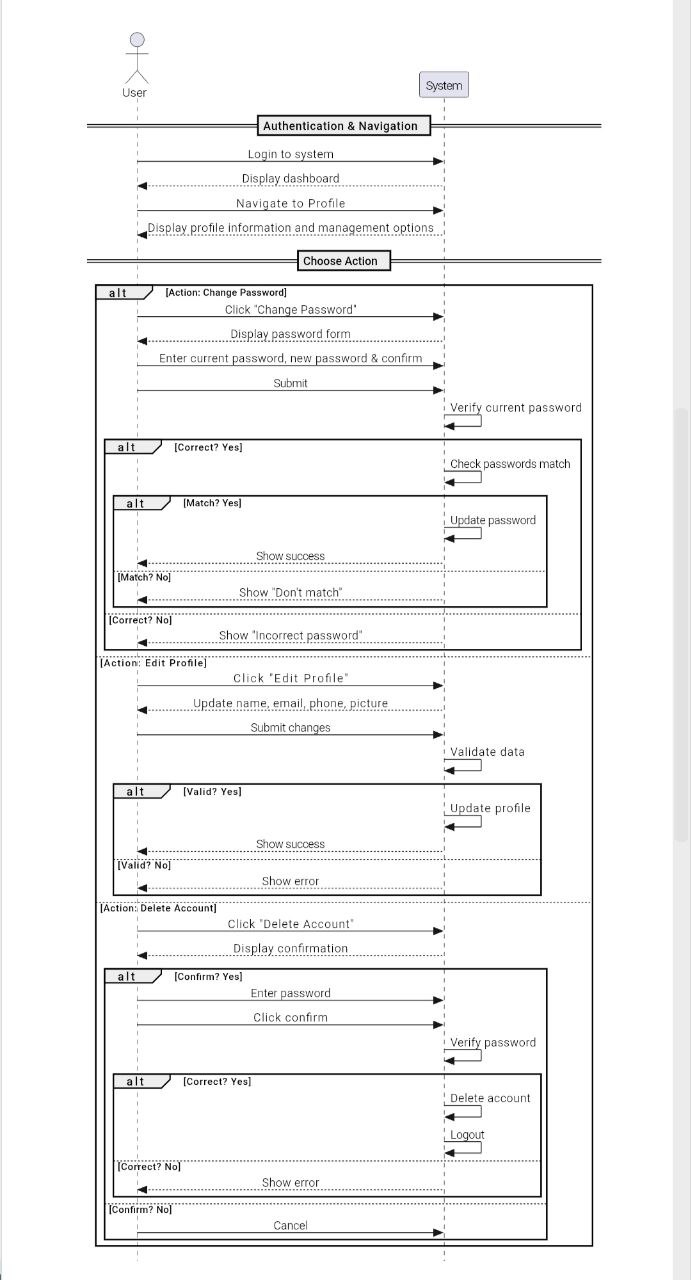 User
System
Authentication & Navigation
Login to system
Display dashboard
Navigate to Profile
Display profile information and management options
Choose Action
alt [Action: Change Password]
Click "Change Password"
Display password form
Enter current password, new password & confirm
Submit
Verify current password
alt [Correct? Yes]
Check passwords match
alt [Match? Yes]
Update password
Show success
[Match? No]
Show "Don't match"
[Correct? No]
Show "Incorrect password"
[Action: Edit Profile]
Click "Edit Profile"
Update name, email, phone, picture
Submit changes
Validate data
alt [Valid? Yes]
Update profile
Show success
[Valid? No]
Show error
[Action: Delete Account]
Click "Delete Account"
Display confirmation
alt [Confirm? Yes]
Enter password
Click confirm
Verify password
alt [Correct? Yes]
Delete account
Logout
[Correct? No]
Show error
[Confirm? No]
Cancel